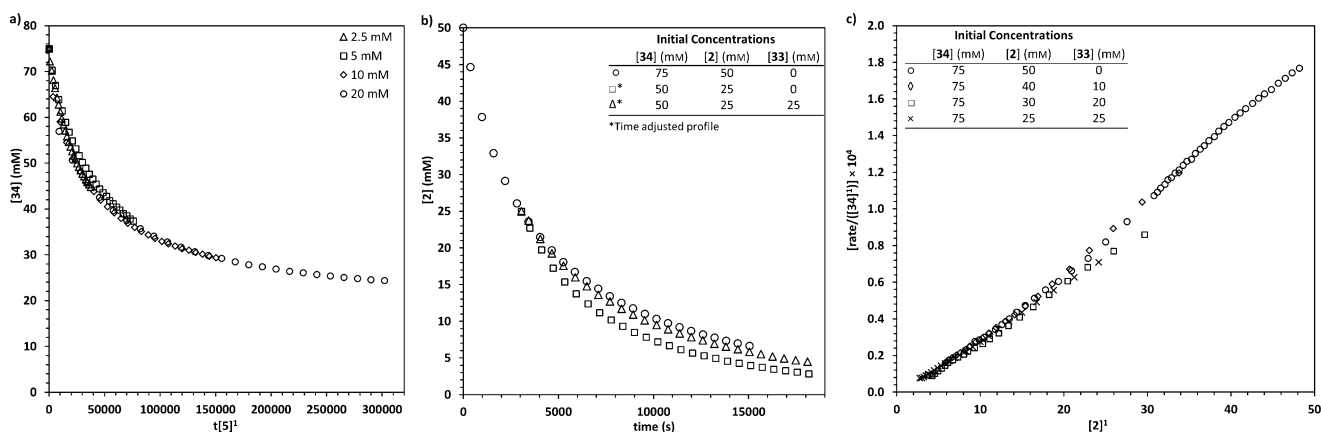 a)
80
70
60
50
40
30
20
10
0
[34] (mM)
0 50000 100000 150000 200000 250000 300000
t[5]¹
△ 2.5 mM
□ 5 mM
◇ 10 mM
○ 20 mM
b)
50
45
40
35
30
25
20
15
10
5
0
[2] (mM)
0 5000 10000 15000
time (s)
Initial Concentrations
[34] (mM) [2] (mM) [33] (mM)
○ 75 50 0
□* 50 25 0
△* 50 25 25
*Time adjusted profile
c)
2.0
1.8
1.6
1.4
1.2
1.0
0.8
0.6
0.4
0.2
0.0
[rate/([34]¹)] × 10⁴
0 10 20 30 40 50
[2]¹
Initial Concentrations
[34] (mM) [2] (mM) [33] (mM)
○ 75 50 0
◇ 75 40 10
□ 75 30 20
× 75 25 25